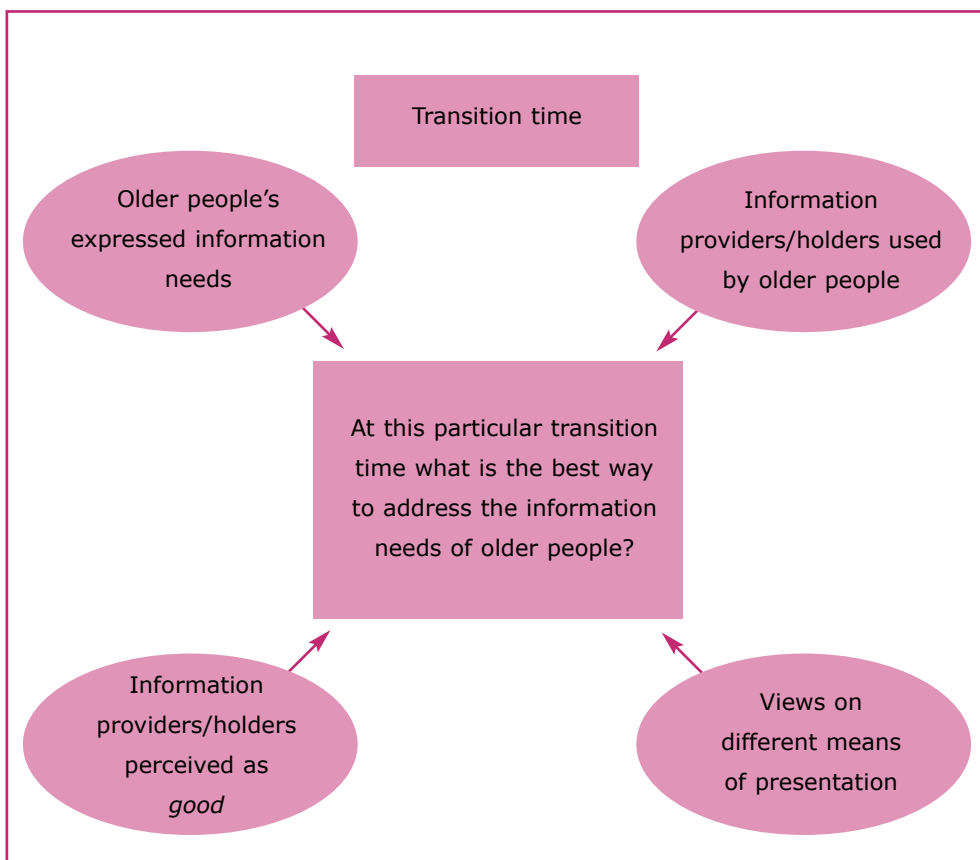 Transition time
Older people’s
expressed information
needs
Information
providers/holders used
by older people
At this particular transition
time what is the best way
to address the information
needs of older people?
Information
providers/holders
perceived as
good
Views on
different means
of presentation